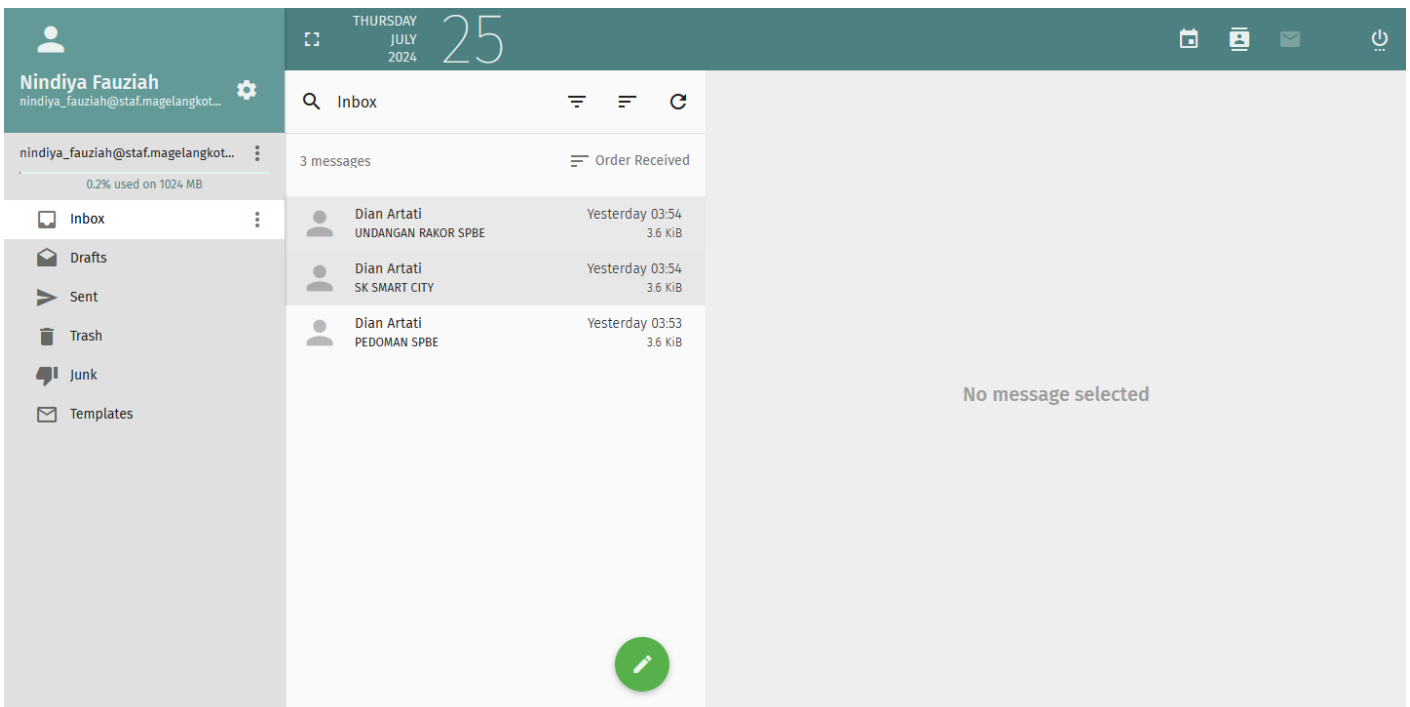 Nindiya Fauziah
nindiya_fauziah@staf.magelangkot...
nindiya_fauziah@staf.magelangkot...
0.2% used on 1024 MB
Inbox
Drafts
Sent
Trash
Junk
Templates
THURSDAY
JULY
2024
25
Inbox
3 messages
Order Received
Dian Artati
Yesterday 03:54
UNDANGAN RAKOR SPBE
3.6 KiB
Dian Artati
Yesterday 03:54
SK SMART CITY
3.6 KiB
Dian Artati
Yesterday 03:53
PEDOMAN SPBE
3.6 KiB
No message selected